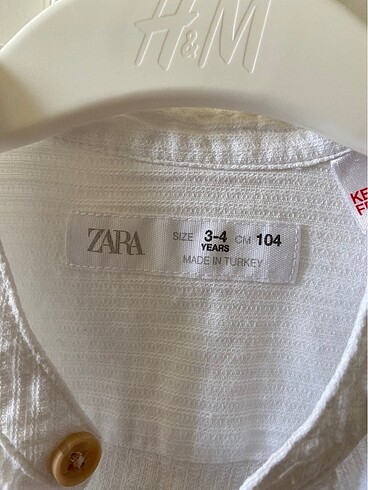 H&M
ZARA SIZE 3-4 CM 104
YEARS
MADE IN TURKEY